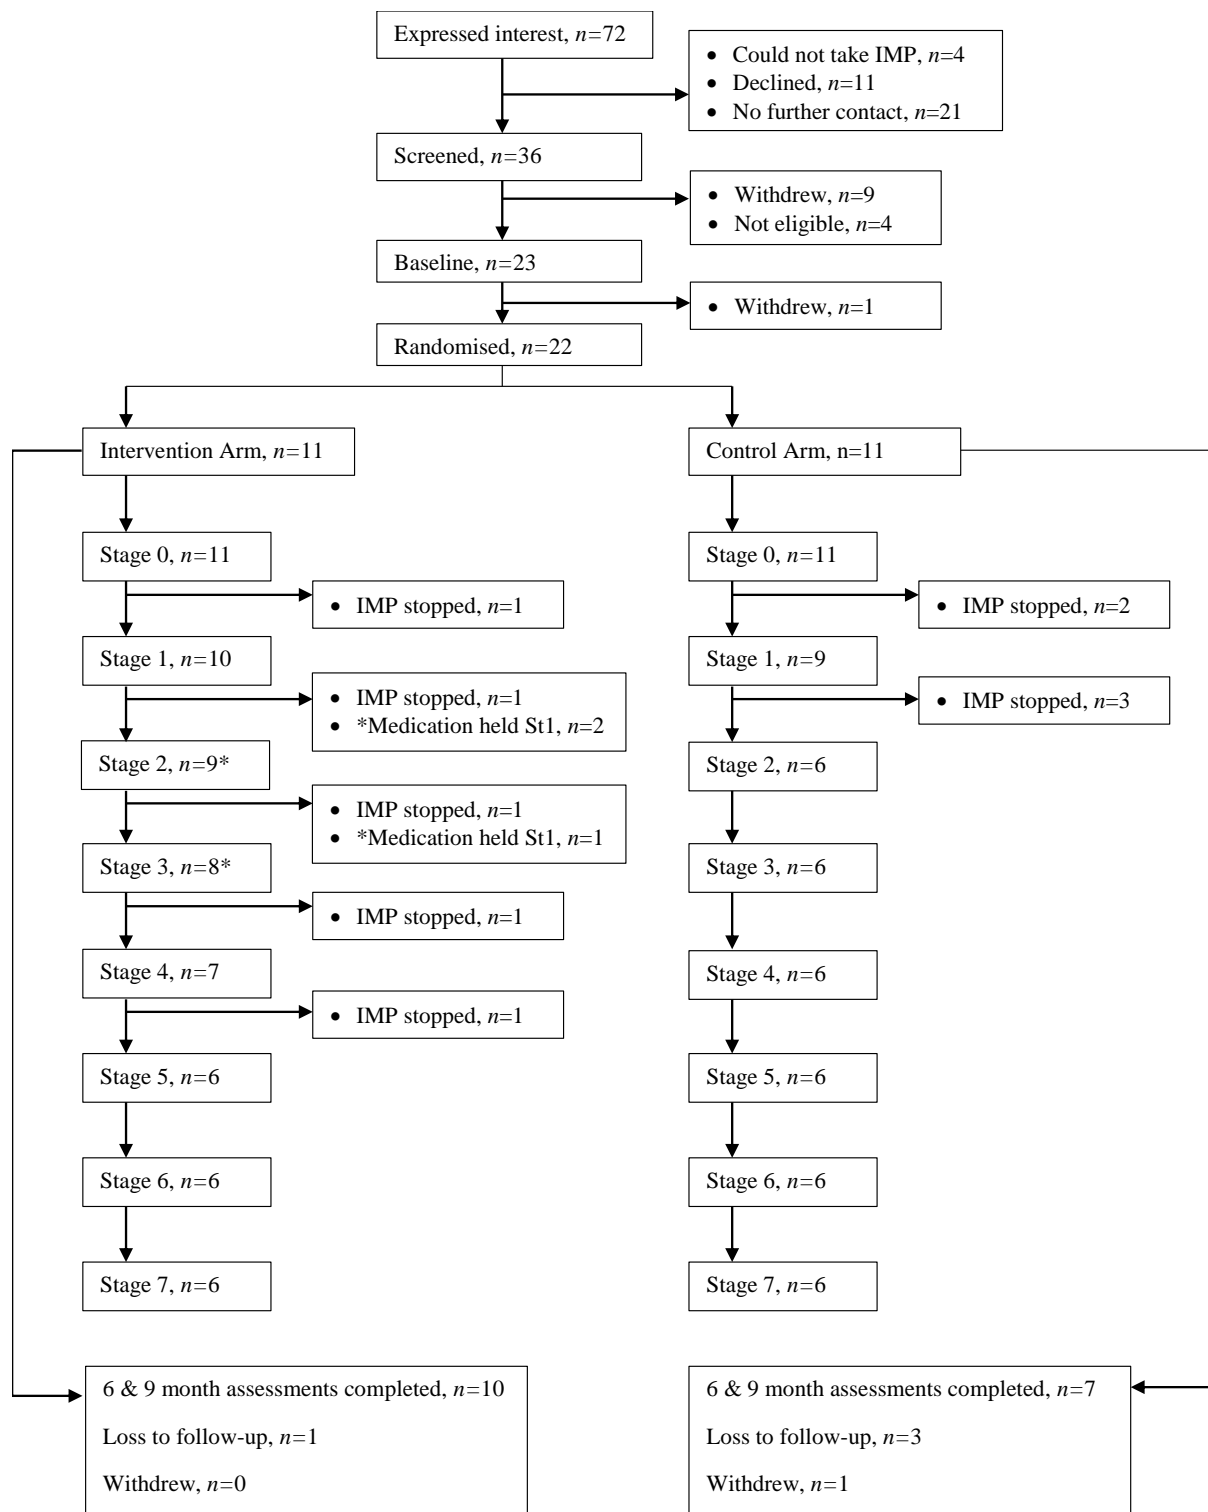 Expressed interest, n=72
• Could not take IMP, n=4
• Declined, n=11
• No further contact, n=21
Screened, n=36
• Withdrew, n=9
• Not eligible, n=4
Baseline, n=23
• Withdrew, n=1
Randomised, n=22
Intervention Arm, n=11
Control Arm, n=11
Stage 0, n=11
Stage 0, n=11
• IMP stopped, n=1
• IMP stopped, n=2
Stage 1, n=10
Stage 1, n=9
• IMP stopped, n=1
• *Medication held St1, n=2
• IMP stopped, n=3
Stage 2, n=9*
Stage 2, n=6
• IMP stopped, n=1
• *Medication held St1, n=1
Stage 3, n=8*
Stage 3, n=6
• IMP stopped, n=1
Stage 4, n=7
Stage 4, n=6
• IMP stopped, n=1
Stage 5, n=6
Stage 5, n=6
Stage 6, n=6
Stage 6, n=6
Stage 7, n=6
Stage 7, n=6
6 & 9 month assessments completed, n=10
Loss to follow-up, n=1
Withdrew, n=0
6 & 9 month assessments completed, n=7
Loss to follow-up, n=3
Withdrew, n=1